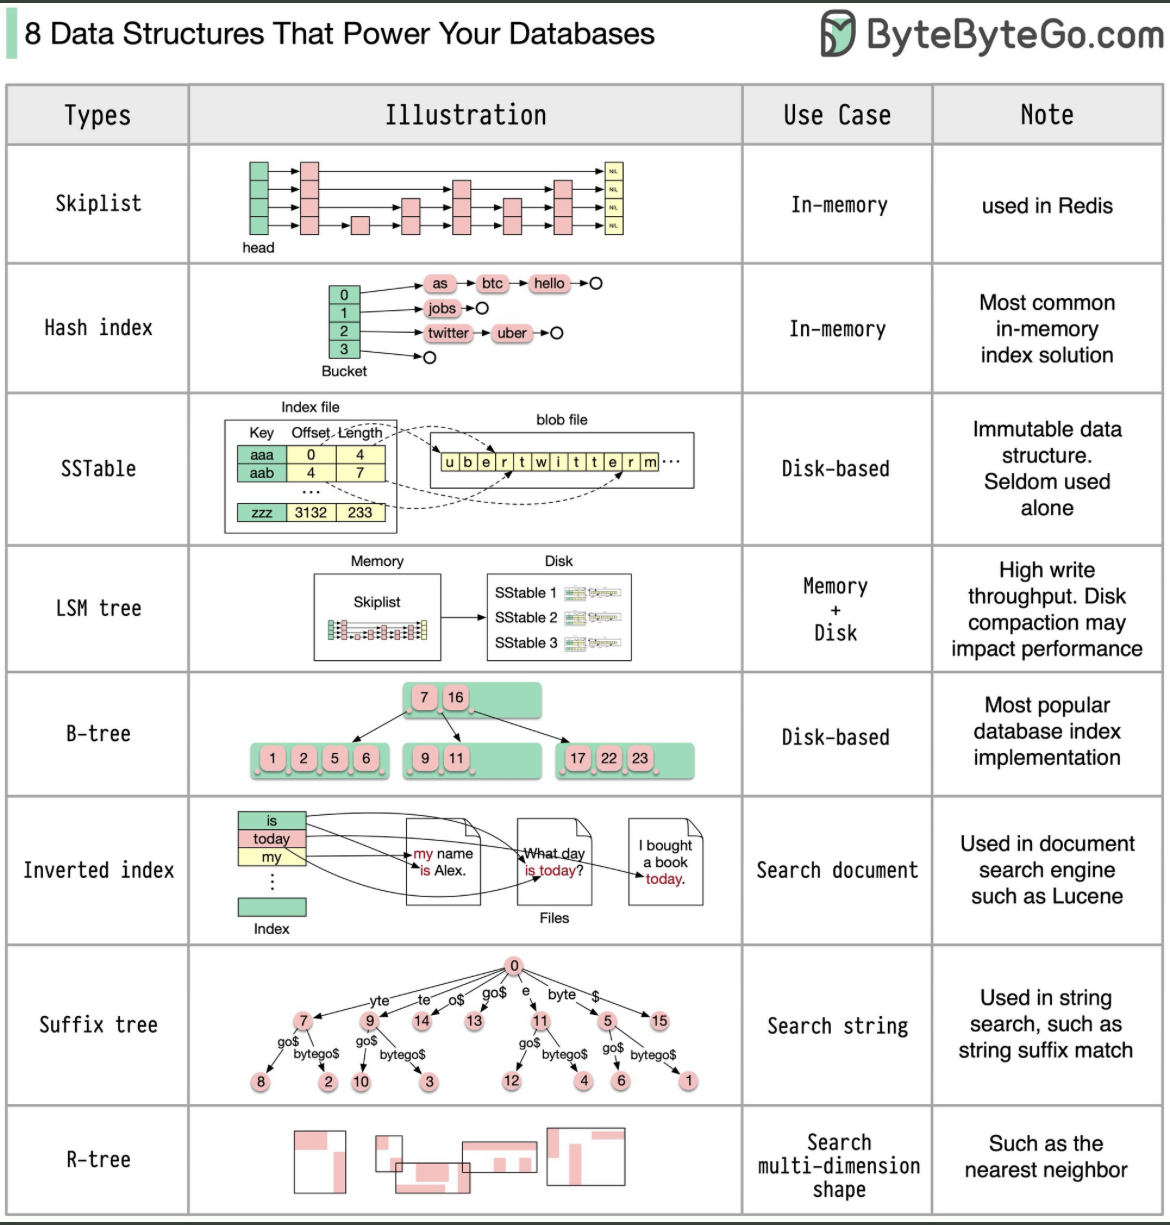 8 Data Structures That Power Your Databases
ByteByteGo.com
Types
Illustration
Use Case
Note
Skiplist
NIL
NIL
NIL
NIL
head
In-memory
used in Redis
Hash index
0
1
2
3
Bucket
as
btc
hello
jobs
twitter
uber
In-memory
Most common
in-memory
index solution
SSTable
Index file
Key Offset Length
aaa 0 4
aab 4 7
...
zzz 3132 233
blob file
u b e r t w i t t e r m ...
Disk-based
Immutable data
structure.
Seldom used
alone
LSM tree
Memory
Skiplist
Disk
SSTable 1
SSTable 2
SSTable 3
Memory
+
Disk
High write
throughput. Disk
compaction may
impact performance
B-tree
7 16
1 2 5 6
9 11
17 22 23
Disk-based
Most popular
database index
implementation
Inverted index
is
today
my
Index
my name
is Alex.
What day
is today?
I bought
a book
today.
Files
Search document
Used in document
search engine
such as Lucene
Suffix tree
0
yte te o$ go$ e byte $
7 9 14 13 11 5 15
go$ bytego$ go$ bytego$ go$ bytego$ go$ bytego$
8 2 10 3 12 4 6 1
Search string
Used in string
search, such as
string suffix match
R-tree
Search
multi-dimension
shape
Such as the
nearest neighbor